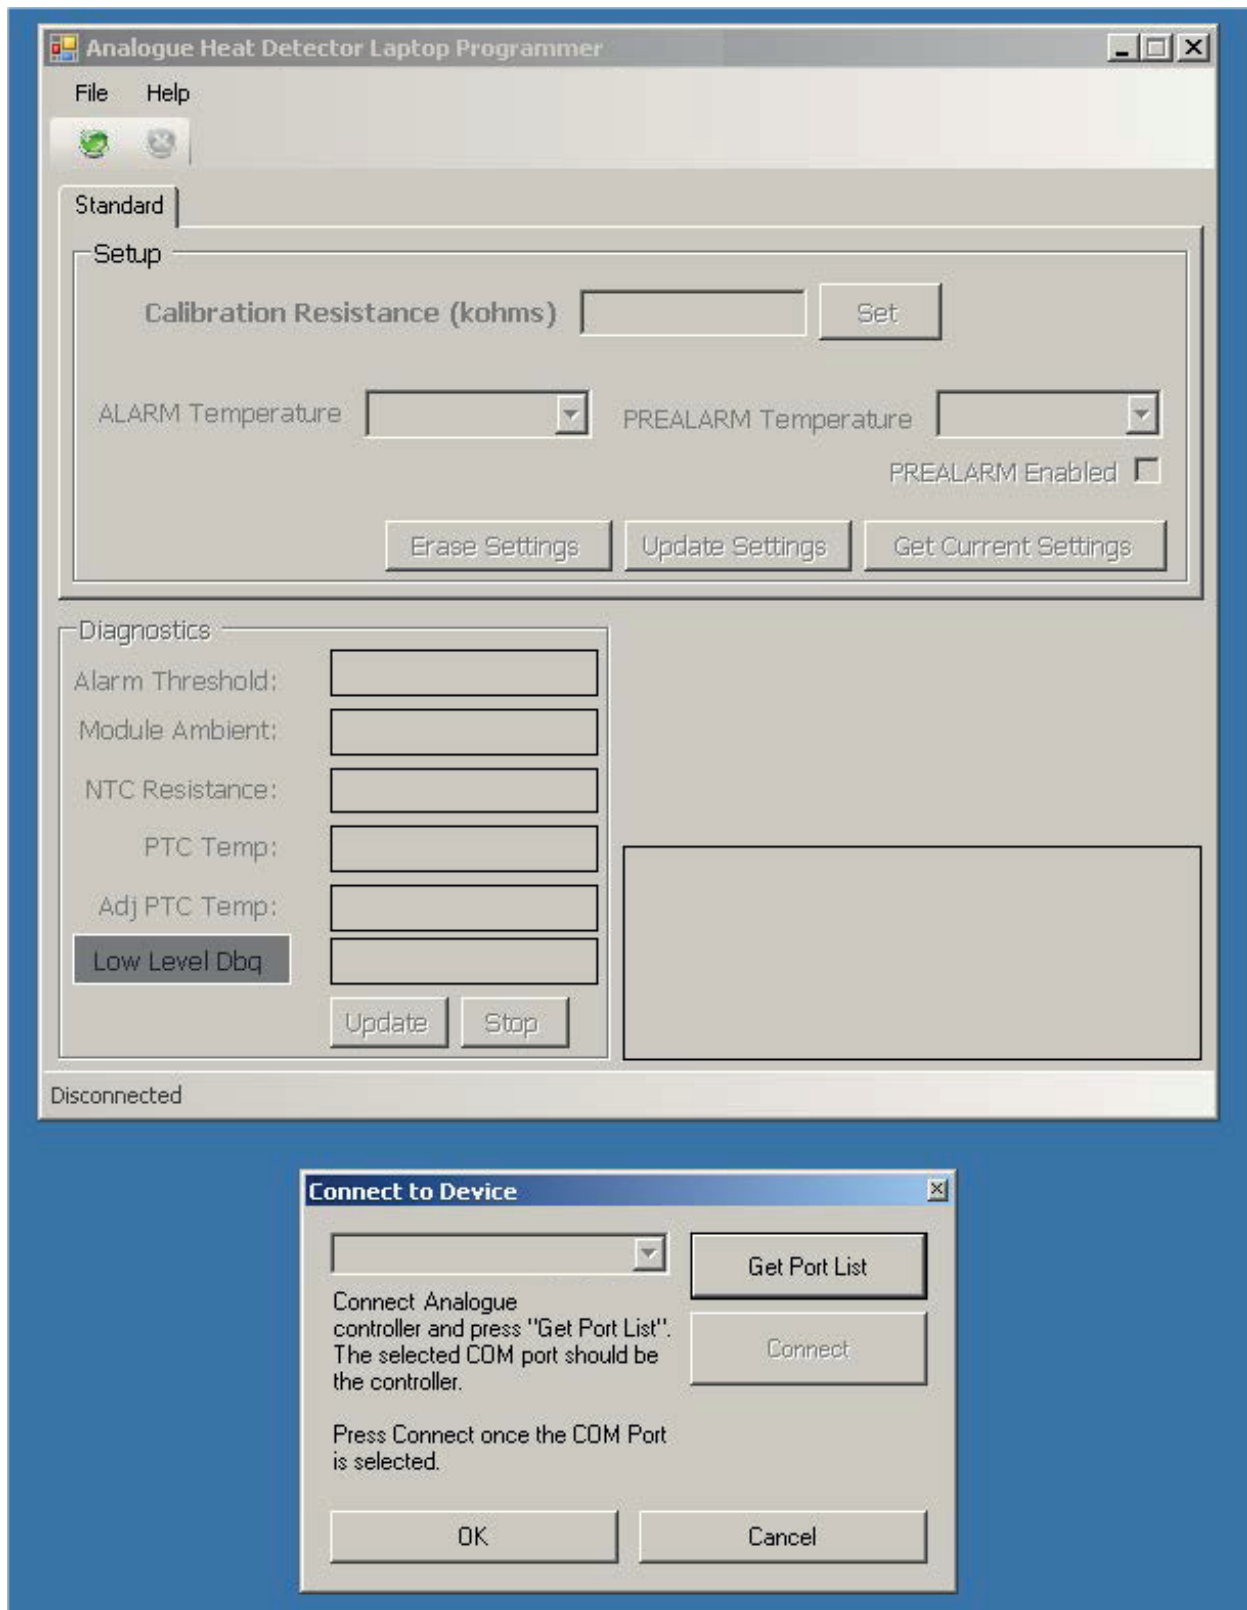 Analogue Heat Detector Laptop Programmer
File Help
Standard
Setup
Calibration Resistance (kohms) Set
ALARM Temperature PREALARM Temperature
PREALARM Enabled
Erase Settings Update Settings Get Current Settings
Diagnostics
Alarm Threshold:
Module Ambient:
NTC Resistance:
PTC Temp:
Adj PTC Temp:
Low Level Dbq
Update Stop
Disconnected
Connect to Device
Get Port List
Connect Analogue
controller and press "Get Port List".
The selected COM port should be
the controller.
Connect
Press Connect once the COM Port
is selected.
OK Cancel